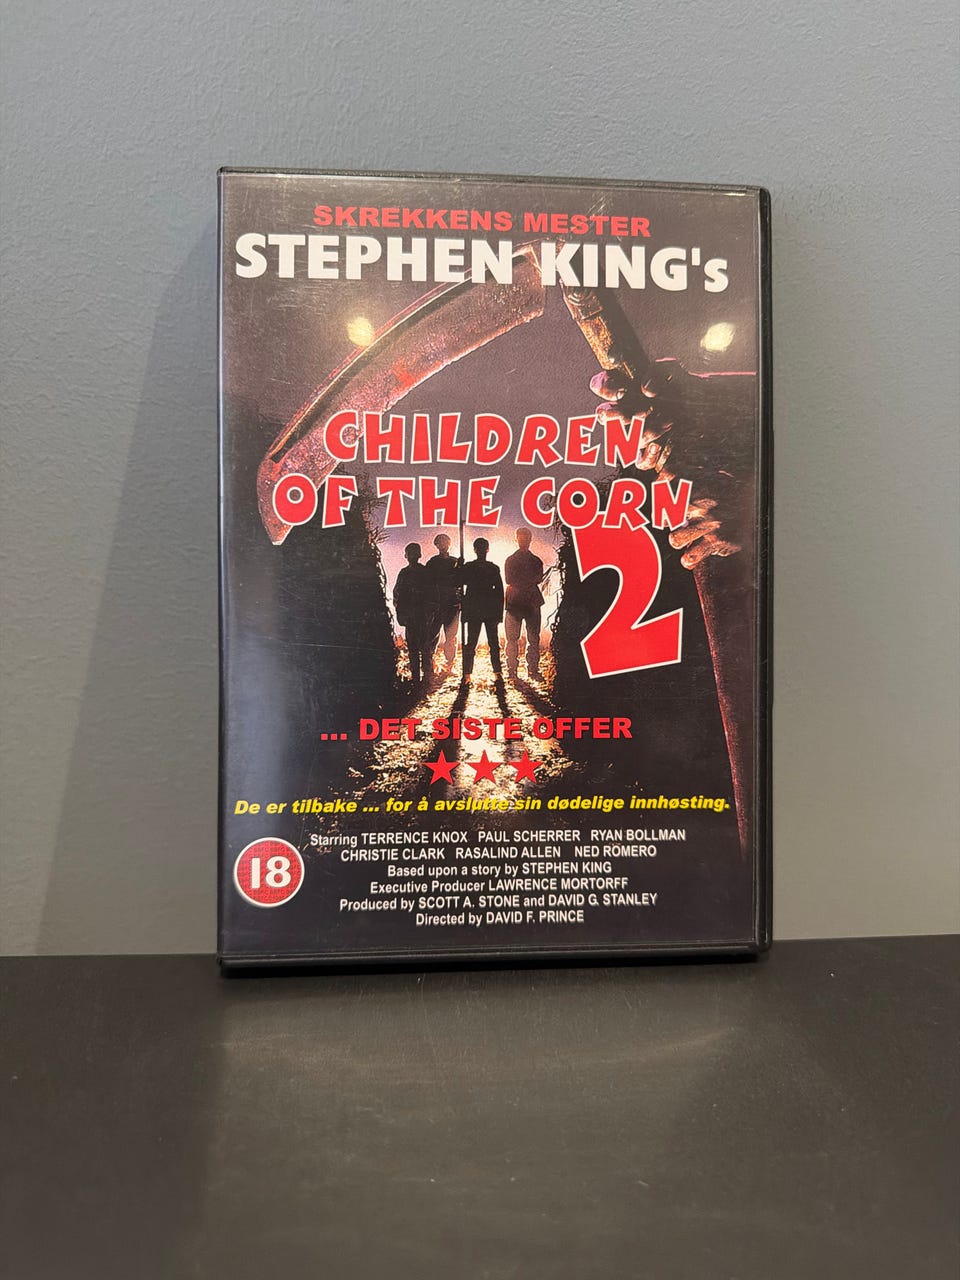 SKREKKENS MESTER
STEPHEN KING's
CHILDREN
OF THE CORN
2
... DET SISTE OFFER
De er tilbake ... for å avslutte sin dødelige innhøsting.
18
Starring TERRENCE KNOX PAUL SCHERRER RYAN BOLLMAN
CHRISTIE CLARK RASALIND ALLEN NED ROMERO
Based upon a story by STEPHEN KING
Executive Producer LAWRENCE MORTORFF
Produced by SCOTT A. STONE and DAVID G. STANLEY
Directed by DAVID F. PRINCE